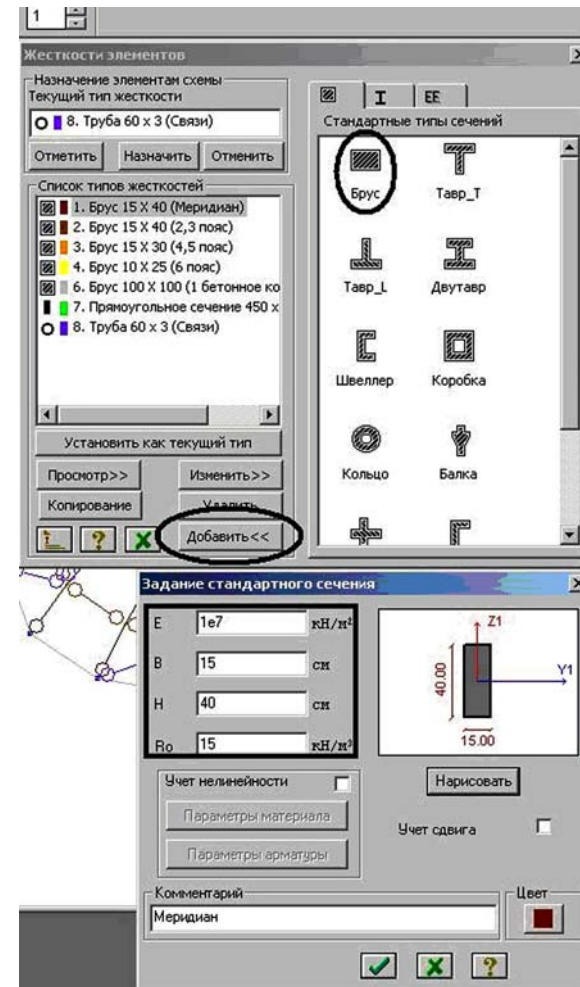 1
Жесткости элементов
Назначение элементам схемы
Текущий тип жесткости
8. Труба 60 x 3 (Связи)
Отметить Назначить Отменить
Список типов жесткостей
1. Брус 15 X 40 (Меридиан)
2. Брус 15 X 40 (2,3 пояс)
3. Брус 15 X 30 (4,5 пояс)
4. Брус 10 X 25 (6 пояс)
6. Брус 100 X 100 (1 бетонное ко
7. Прямоугольное сечение 450 x
8. Труба 60 x 3 (Связи)
Установить как текущий тип
Просмотр>> Изменить>>
Копирование Удалить
? Добавить<<
I EE
Стандартные типы сечений
Брус Тавр_T
Тавр_L Двутавр
Швеллер Коробка
Кольцо Балка
Задание стандартного сечения
E 1e7 кН/м²
B 15 см
H 40 см
Ro 15 кН/м³
Z1
Y1
40.00
15.00
Учет нелинейности
Нарисовать
Параметры материала
Учет сдвига
Параметры арматуры
Комментарий
Цвет
Меридиан
?